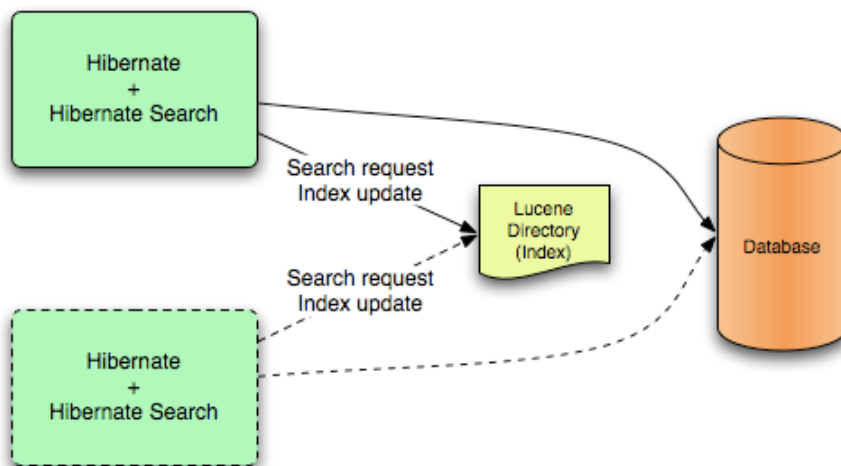 Hibernate
+
Hibernate Search
Search request
Index update
Lucene
Directory
(Index)
Database
Search request
Index update
Hibernate
+
Hibernate Search